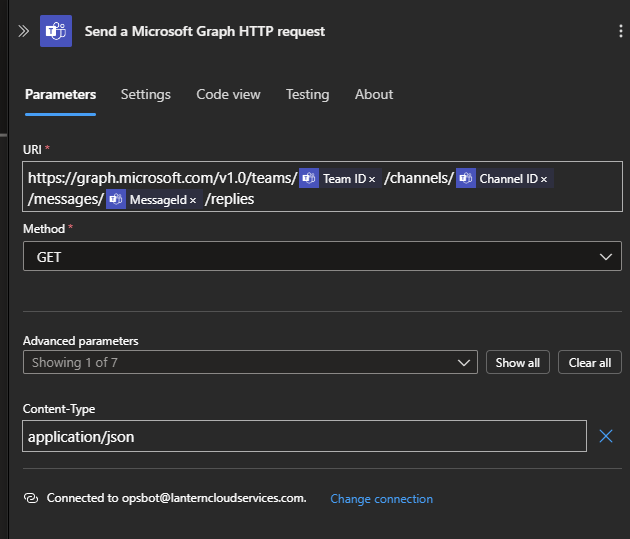 Send a Microsoft Graph HTTP request
Parameters Settings Code view Testing About
URI *
https://graph.microsoft.com/v1.0/teams/ Team ID × /channels/ Channel ID ×
/messages/ MessageId × /replies
Method *
GET
Advanced parameters
Showing 1 of 7 Show all Clear all
Content-Type
application/json
Connected to opsbot@lanterncloudservices.com. Change connection